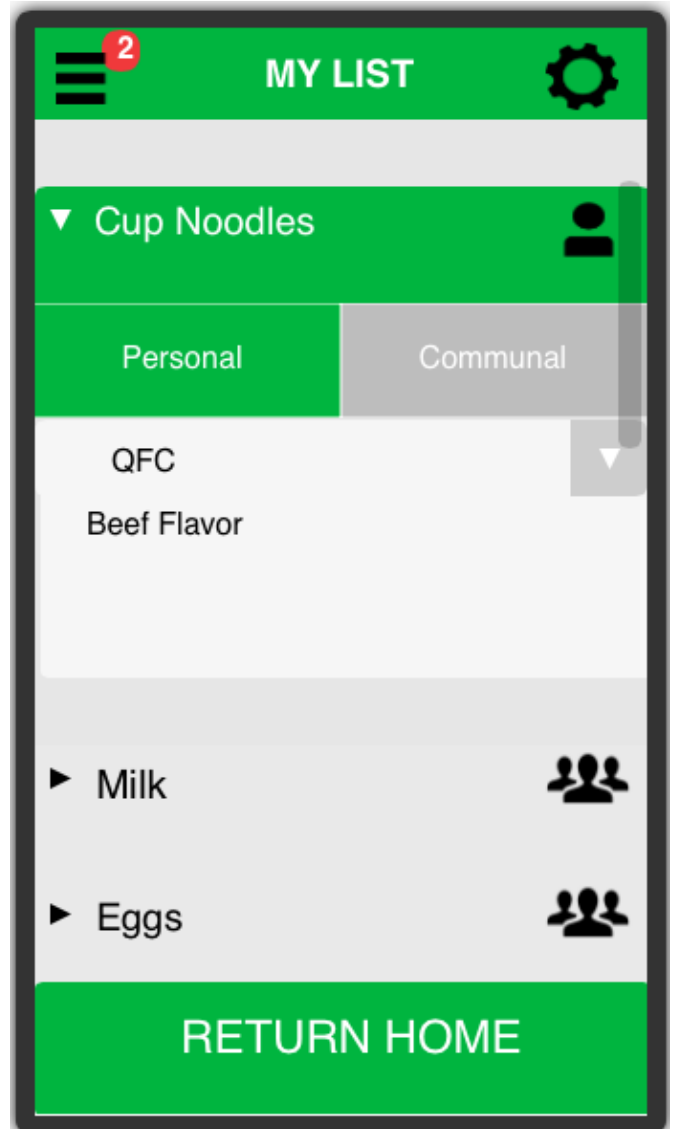 2
MY LIST
Cup Noodles
Personal Communal
QFC
Beef Flavor
Milk
Eggs
RETURN HOME